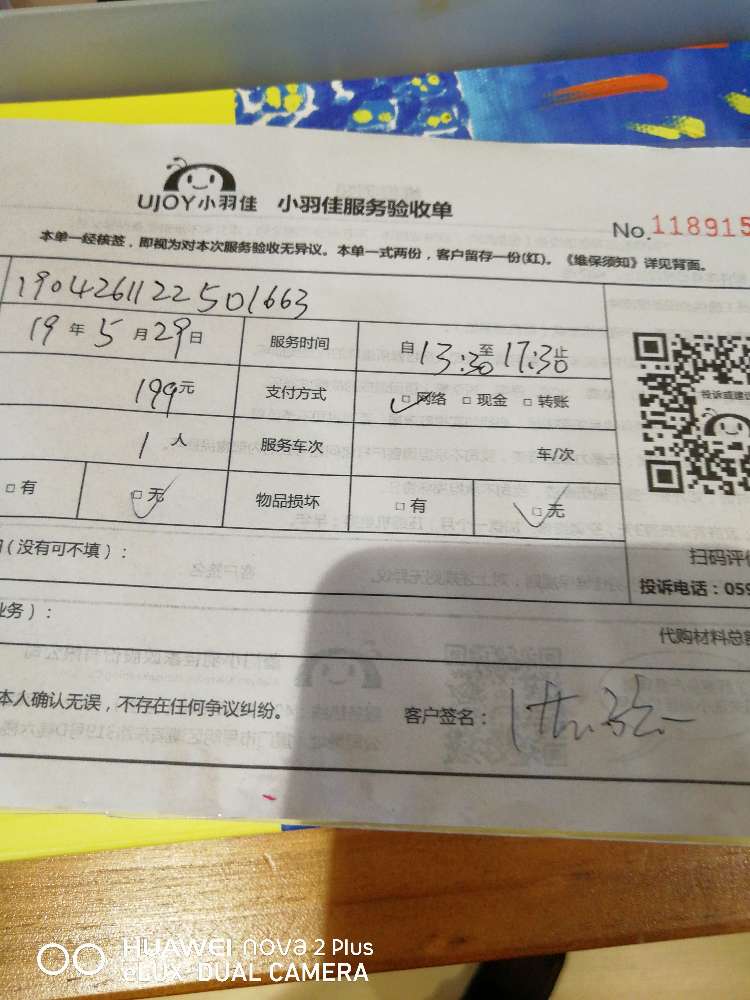 UJOY小羽佳 小羽佳服务验收单
No.118915
本单一经核签，即视为对本次服务验收无异议。本单一式两份，客户留存一份(红)。《维保须知》详见背面。
1904261122501663
19年5月29日 服务时间 自13:30至17:30止
199元 支付方式 □网络 □现金 □转账
1人 服务车次 车/次
□有 □无 物品损坏 □有 □无
投诉或建议
扫码评价
投诉电话：059
(没有可不填)：
业务)：
代购材料总
本人确认无误，不存在任何争议纠纷。 客户签名：
HUAWEI nova 2 Plus
eLUX DUAL CAMERA